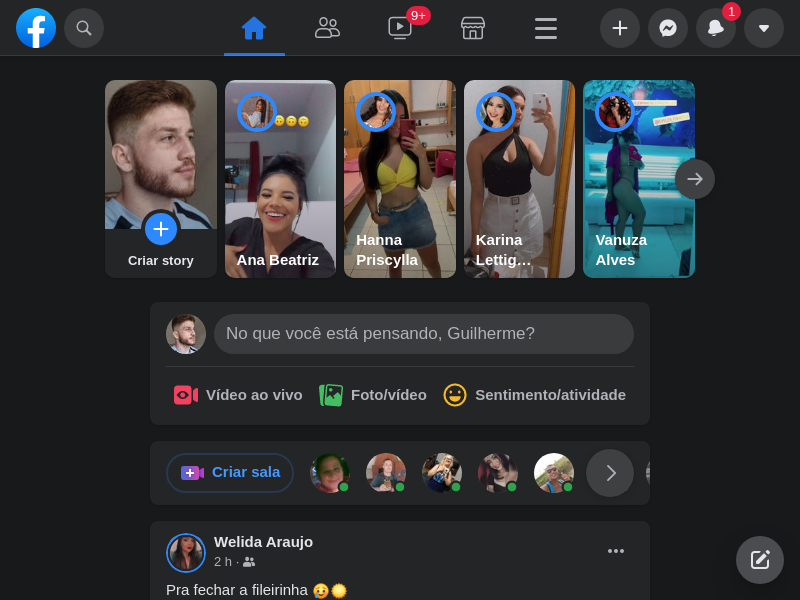 9+
1
Criar story
Ana Beatriz
Hanna
Priscylla
Karina
Lettig…
Vanuza
Alves
No que você está pensando, Guilherme?
Vídeo ao vivo
Foto/vídeo
Sentimento/atividade
Criar sala
Welida Araujo
2 h ·
Pra fechar a fileirinha 😥🌞